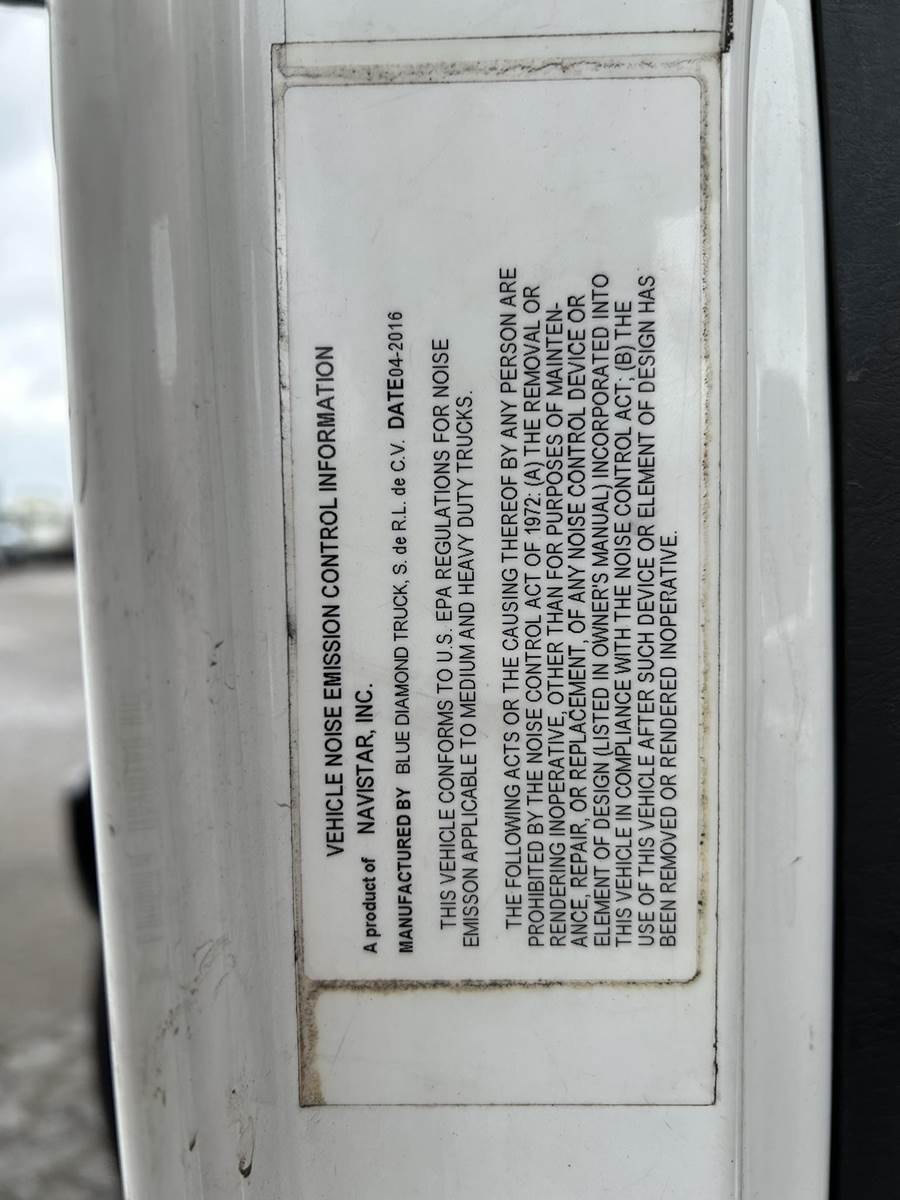 VEHICLE NOISE EMISSION CONTROL INFORMATION
A product of NAVISTAR, INC.
MANUFACTURED BY BLUE DIAMOND TRUCK, S. de R.L. de C.V. DATE04-2016
THIS VEHICLE CONFORMS TO U.S. EPA REGULATIONS FOR NOISE
EMISSON APPLICABLE TO MEDIUM AND HEAVY DUTY TRUCKS.
THE FOLLOWING ACTS OR THE CAUSING THEREOF BY ANY PERSON ARE
PROHIBITED BY THE NOISE CONTROL ACT OF 1972: (A) THE REMOVAL OR
RENDERING INOPERATIVE, OTHER THAN FOR PURPOSES OF MAINTEN-
ANCE, REPAIR, OR REPLACEMENT, OF ANY NOISE CONTROL DEVICE OR
ELEMENT OF DESIGN (LISTED IN OWNER'S MANUAL) INCORPORATED INTO
THIS VEHICLE IN COMPLIANCE WITH THE NOISE CONTROL ACT; (B) THE
USE OF THIS VEHICLE AFTER SUCH DEVICE OR ELEMENT OF DESIGN HAS
BEEN REMOVED OR RENDERED INOPERATIVE.